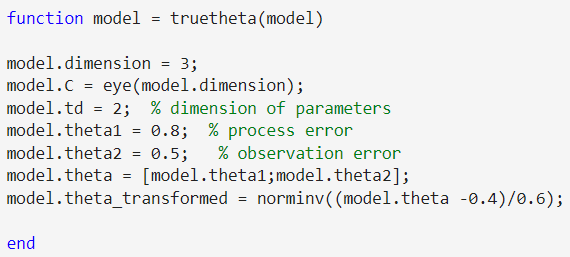 function model = truetheta(model)
model.dimension = 3;
model.C = eye(model.dimension);
model.td = 2;  % dimension of parameters
model.theta1 = 0.8;  % process error
model.theta2 = 0.5;   % observation error
model.theta = [model.theta1;model.theta2];
model.theta_transformed = norminv((model.theta -0.4)/0.6);
end